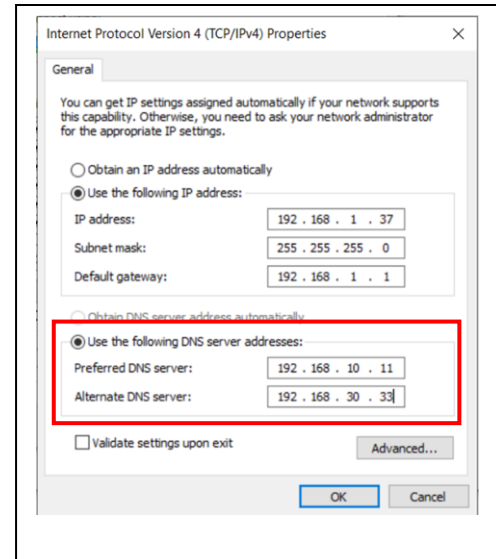 Internet Protocol Version 4 (TCP/IPv4) Properties
General
You can get IP settings assigned automatically if your network supports
this capability. Otherwise, you need to ask your network administrator
for the appropriate IP settings.
Obtain an IP address automatically
Use the following IP address:
IP address: 192 . 168 . 1 . 37
Subnet mask: 255 . 255 . 255 . 0
Default gateway: 192 . 168 . 1 . 1
Obtain DNS server address automatically
Use the following DNS server addresses:
Preferred DNS server: 192 . 168 . 10 . 11
Alternate DNS server: 192 . 168 . 30 . 33
Validate settings upon exit
Advanced...
OK Cancel